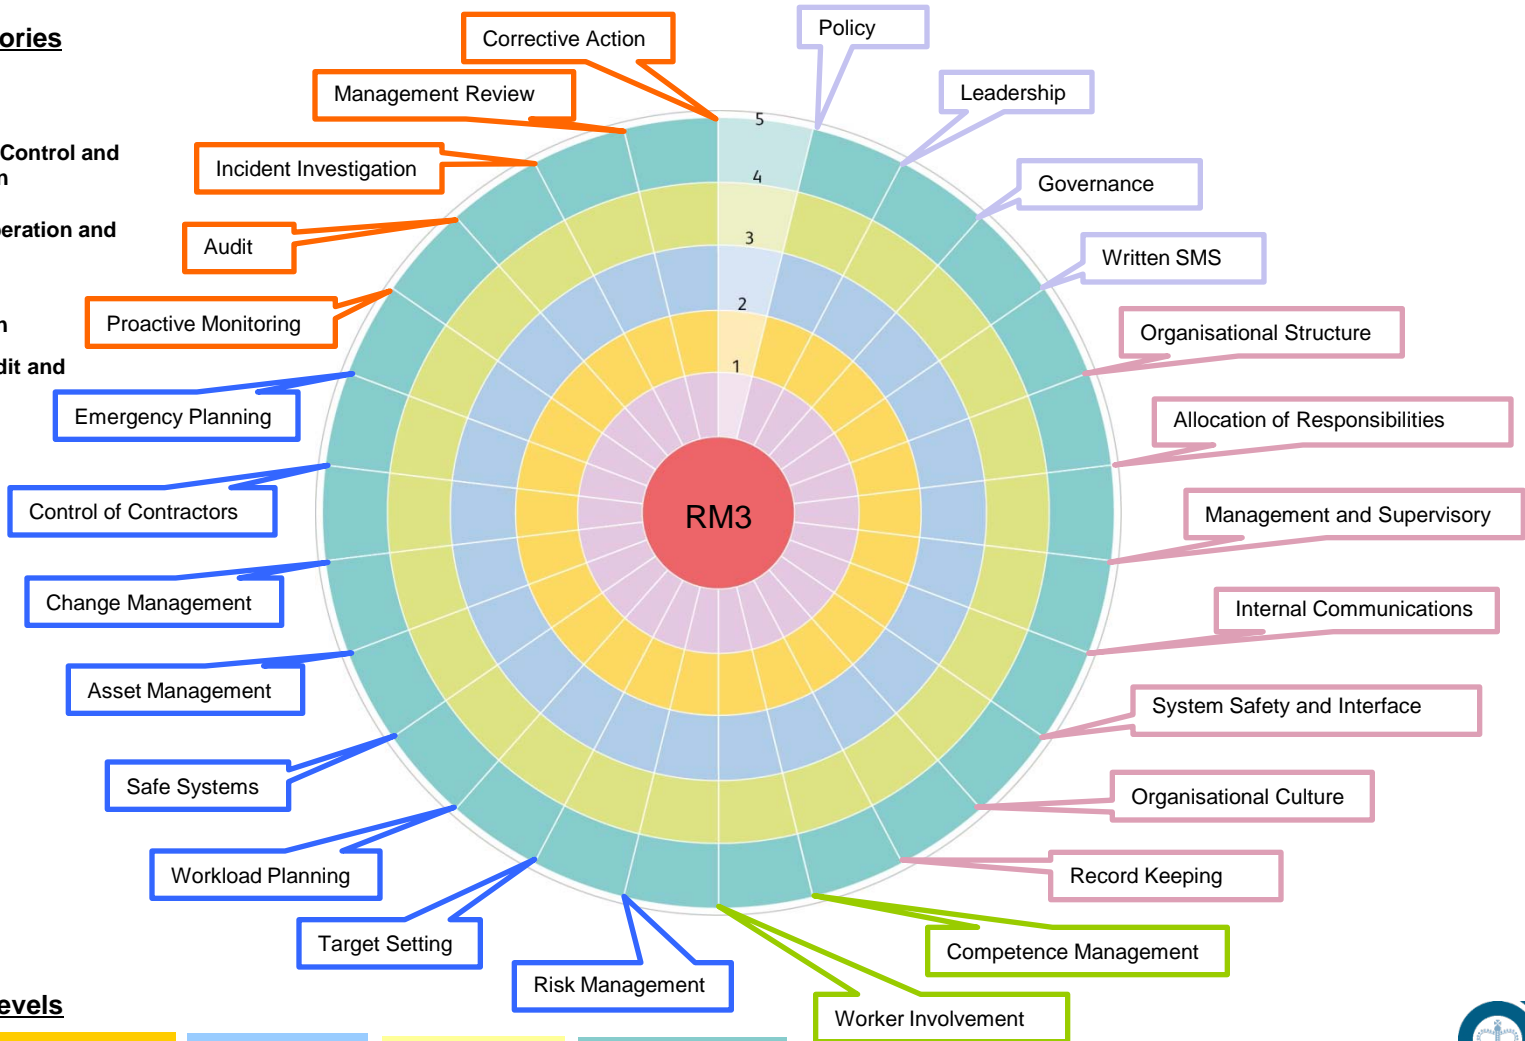 ories
Control and
n
eration and
n
dit and
Corrective Action
Policy
Management Review
Leadership
Incident Investigation
Governance
Audit
Written SMS
Proactive Monitoring
Organisational Structure
Emergency Planning
Allocation of Responsibilities
Control of Contractors
Management and Supervisory
Change Management
Internal Communications
Asset Management
System Safety and Interface
Safe Systems
Organisational Culture
Workload Planning
Record Keeping
Target Setting
Competence Management
Risk Management
Worker Involvement
5
4
3
2
1
RM3
evels